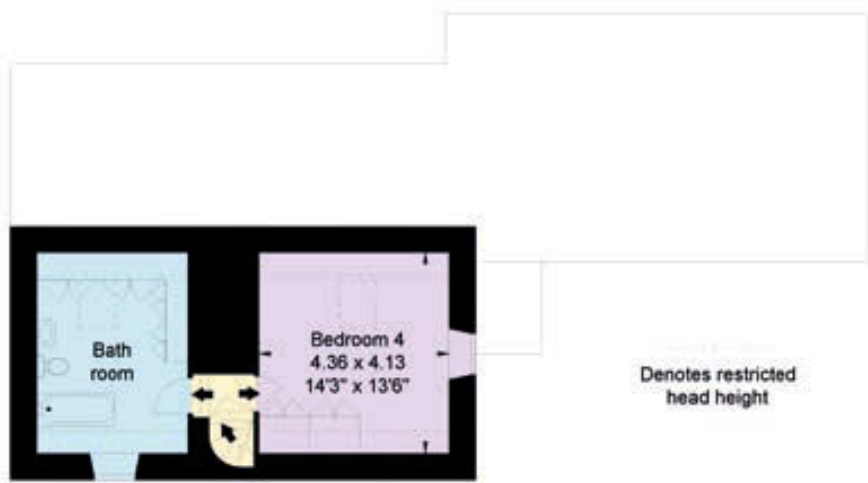 Bath
room
Bedroom 4
4.36 x 4.13
14'3" x 13'6"
Denotes restricted
head height